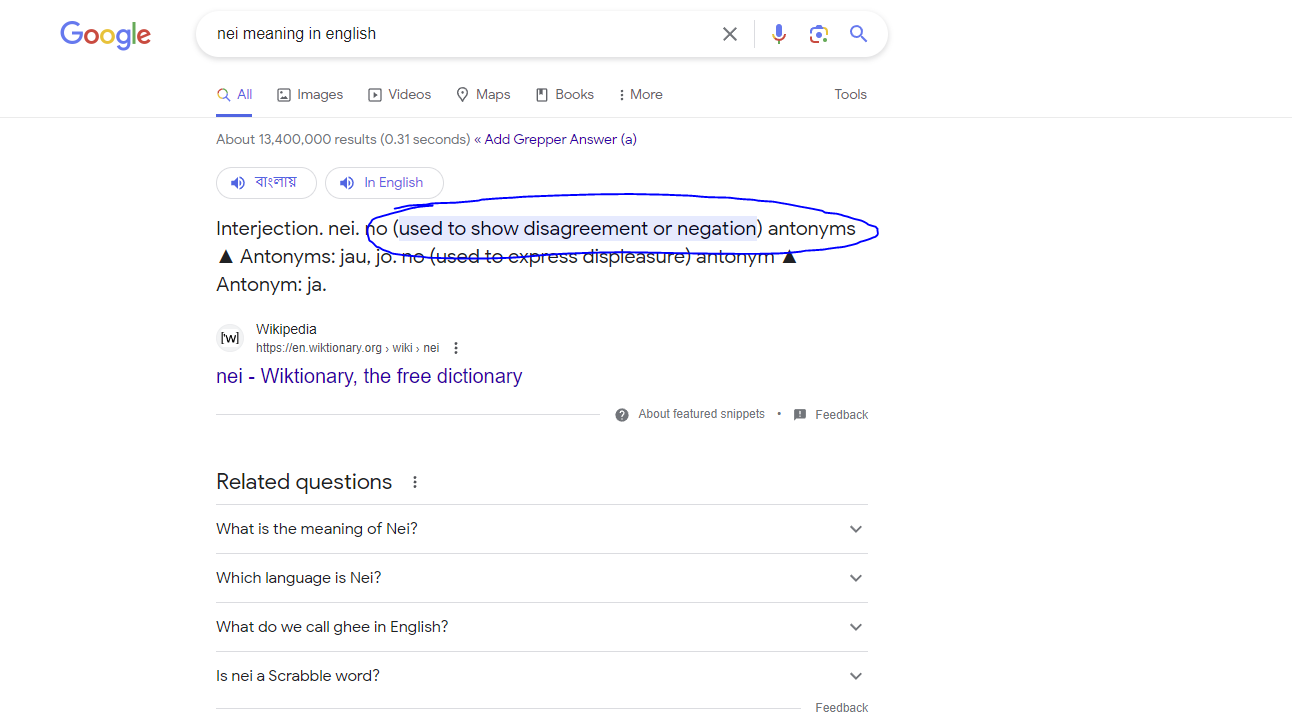 Google
nei meaning in english
All Images Videos Maps Books More Tools
About 13,400,000 results (0.31 seconds) « Add Grepper Answer (a)
বাংলায় In English
Interjection. nei. no (used to show disagreement or negation) antonyms
▲ Antonyms: jau, jo. no (used to express displeasure) antonym ▲
Antonym: ja.
['w]
Wikipedia
https://en.wiktionary.org › wiki › nei
nei - Wiktionary, the free dictionary
About featured snippets • Feedback
Related questions
What is the meaning of Nei?
Which language is Nei?
What do we call ghee in English?
Is nei a Scrabble word?
Feedback